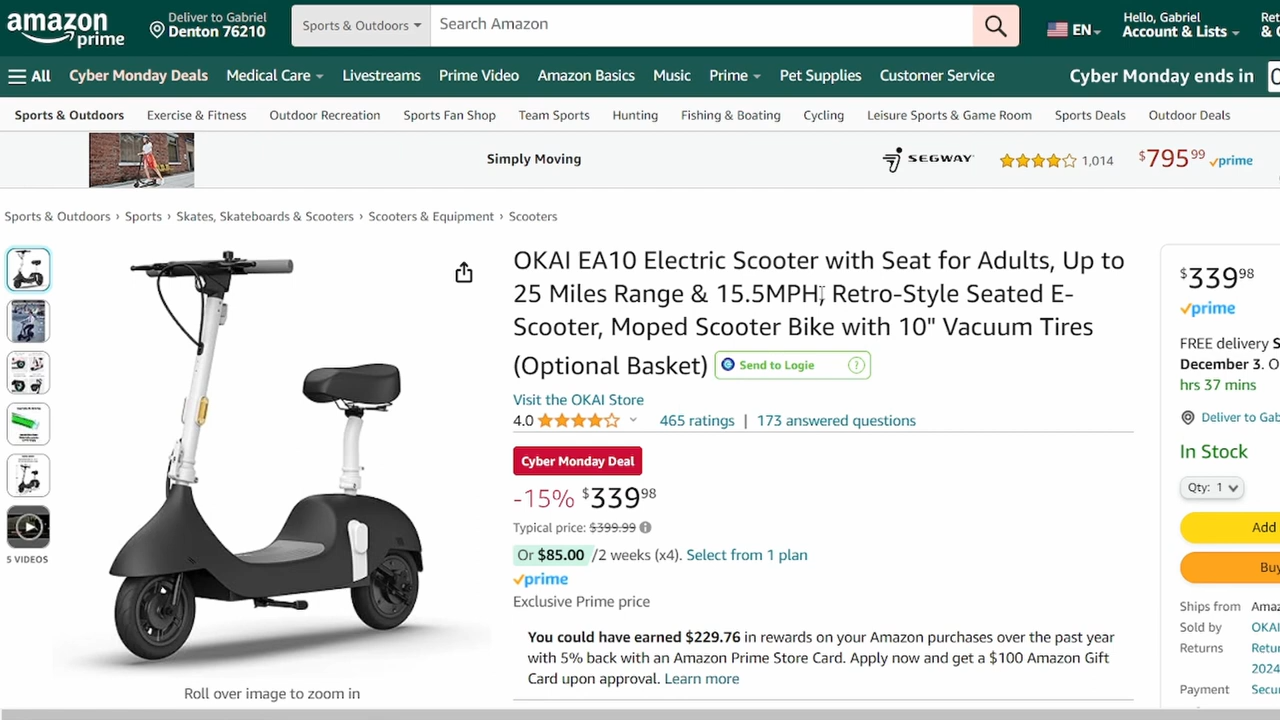 amazon prime
Deliver to Gabriel
Denton 76210
Sports & Outdoors
Search Amazon
EN
Hello, Gabriel
Account & Lists
All
Cyber Monday Deals
Medical Care
Livestreams
Prime Video
Amazon Basics
Music
Prime
Pet Supplies
Customer Service
Cyber Monday ends in
Sports & Outdoors
Exercise & Fitness
Outdoor Recreation
Sports Fan Shop
Team Sports
Hunting
Fishing & Boating
Cycling
Leisure Sports & Game Room
Sports Deals
Outdoor Deals
Simply Moving
SEGWAY
1,014
$795 99 prime
Sports & Outdoors › Sports › Skates, Skateboards & Scooters › Scooters & Equipment › Scooters
OKAI EA10 Electric Scooter with Seat for Adults, Up to
25 Miles Range & 15.5MPH, Retro-Style Seated E-
Scooter, Moped Scooter Bike with 10" Vacuum Tires
(Optional Basket) Send to Logie ?
Visit the OKAI Store
4.0 465 ratings | 173 answered questions
Cyber Monday Deal
-15% $339 98
Typical price: $399.99
Or $85.00 /2 weeks (x4). Select from 1 plan
prime
Exclusive Prime price
You could have earned $229.76 in rewards on your Amazon purchases over the past year
with 5% back with an Amazon Prime Store Card. Apply now and get a $100 Amazon Gift
Card upon approval. Learn more
5 VIDEOS
Roll over image to zoom in
$339 98
prime
FREE delivery S
December 3. O
hrs 37 mins
Deliver to Gab
In Stock
Qty: 1
Add
Buy
Ships from Amaz
Sold by OKAI
Returns Retur
2024
Payment Secu